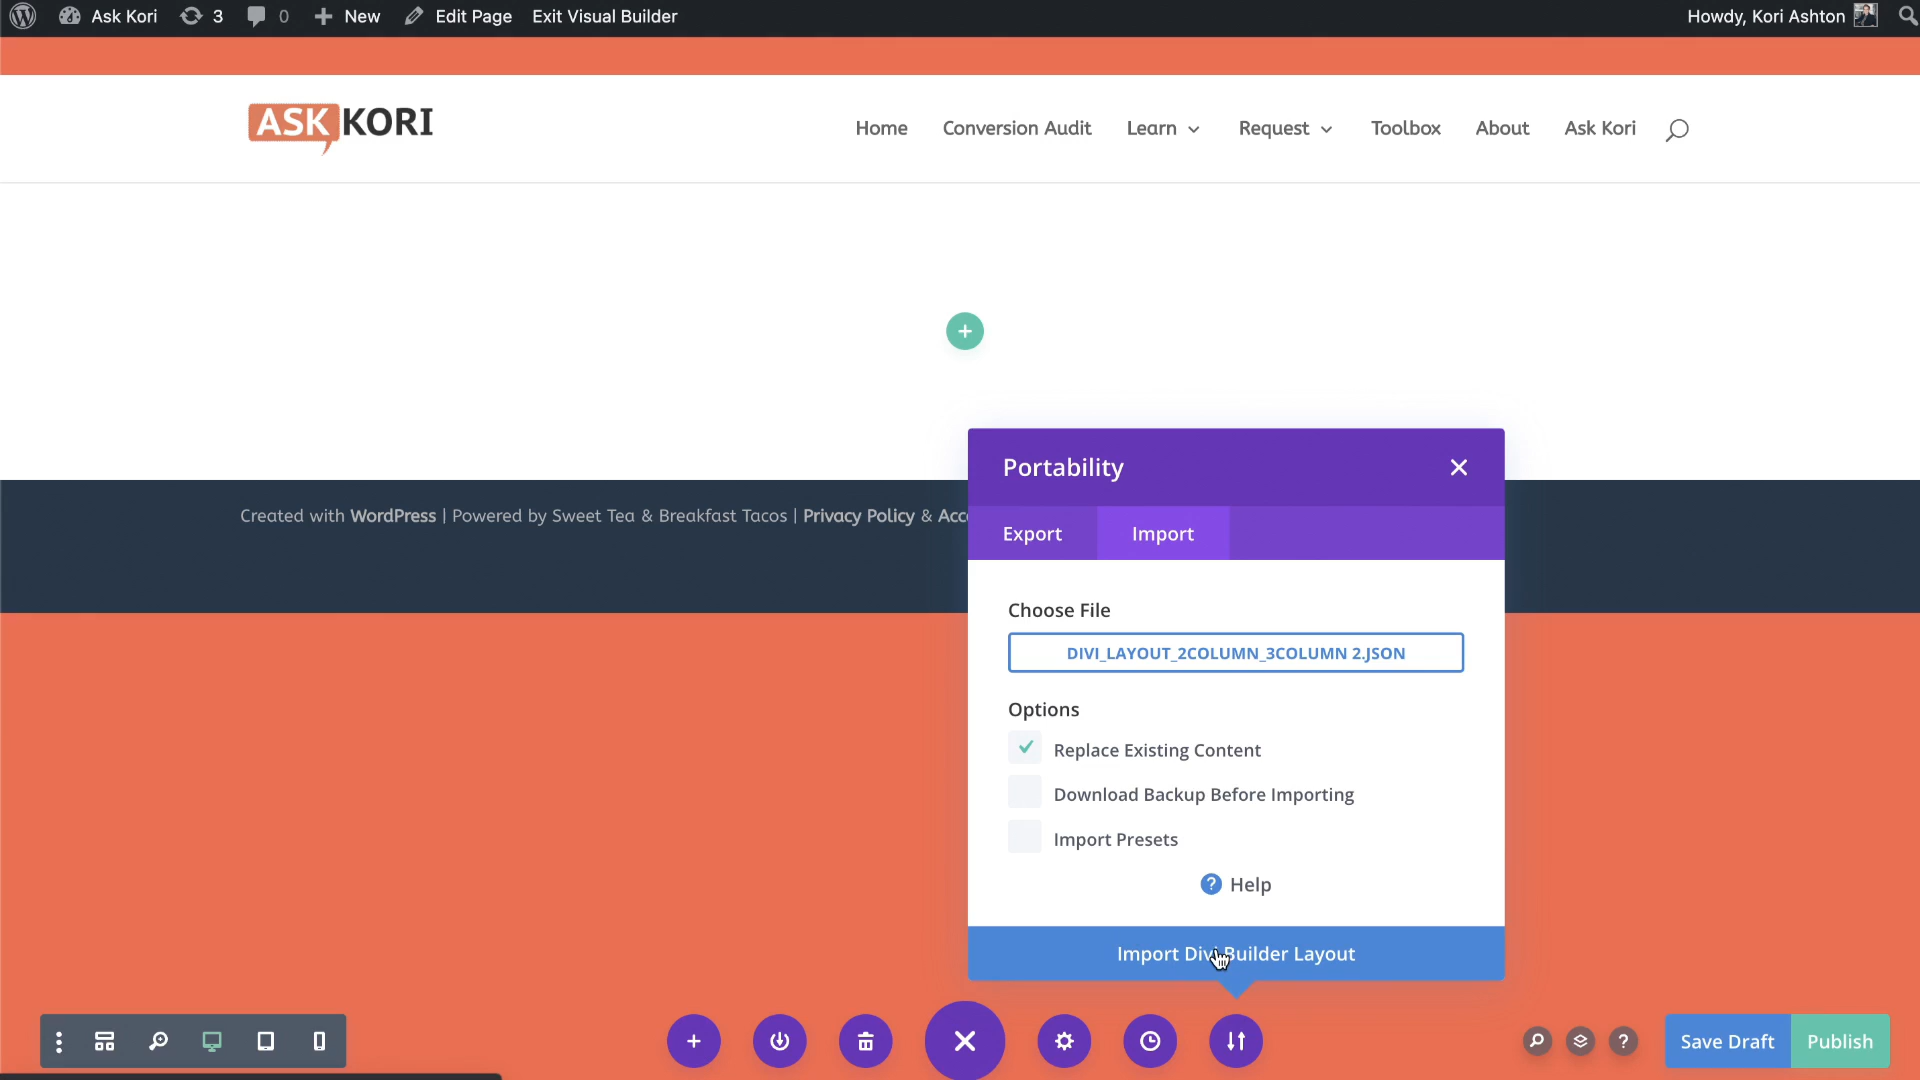 Ask Kori 3 0 New Edit Page Exit Visual Builder Howdy, Kori Ashton
ASK KORI
Home Conversion Audit Learn Request Toolbox About Ask Kori
Portability
Export Import
Created with WordPress | Powered by Sweet Tea & Breakfast Tacos | Privacy Policy &
Choose File
DIVI_LAYOUT_2COLUMN_3COLUMN 2.JSON
Options
Replace Existing Content
Download Backup Before Importing
Import Presets
? Help
Import Divi Builder Layout
? Save Draft Publish